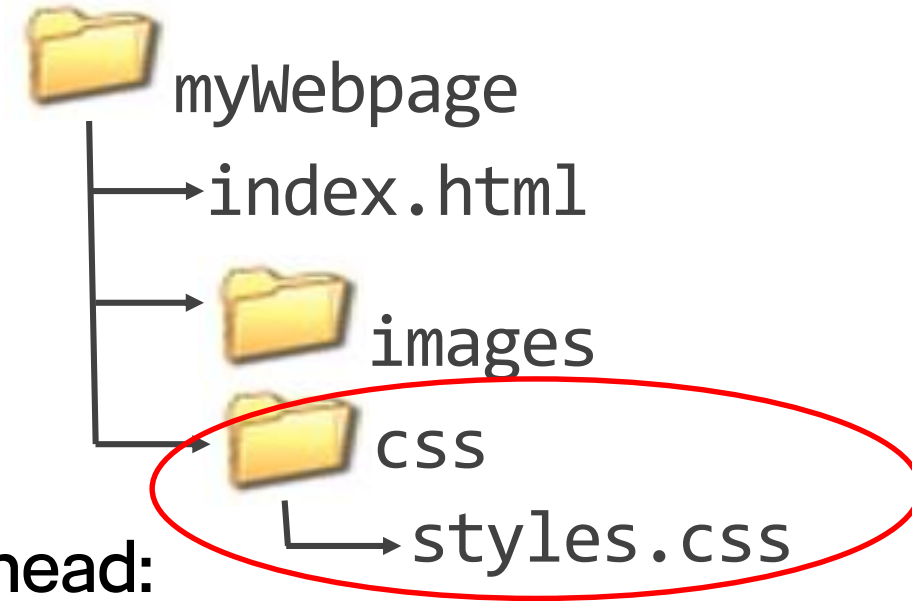 myWebpage
index.html
images
css
styles.css
head: